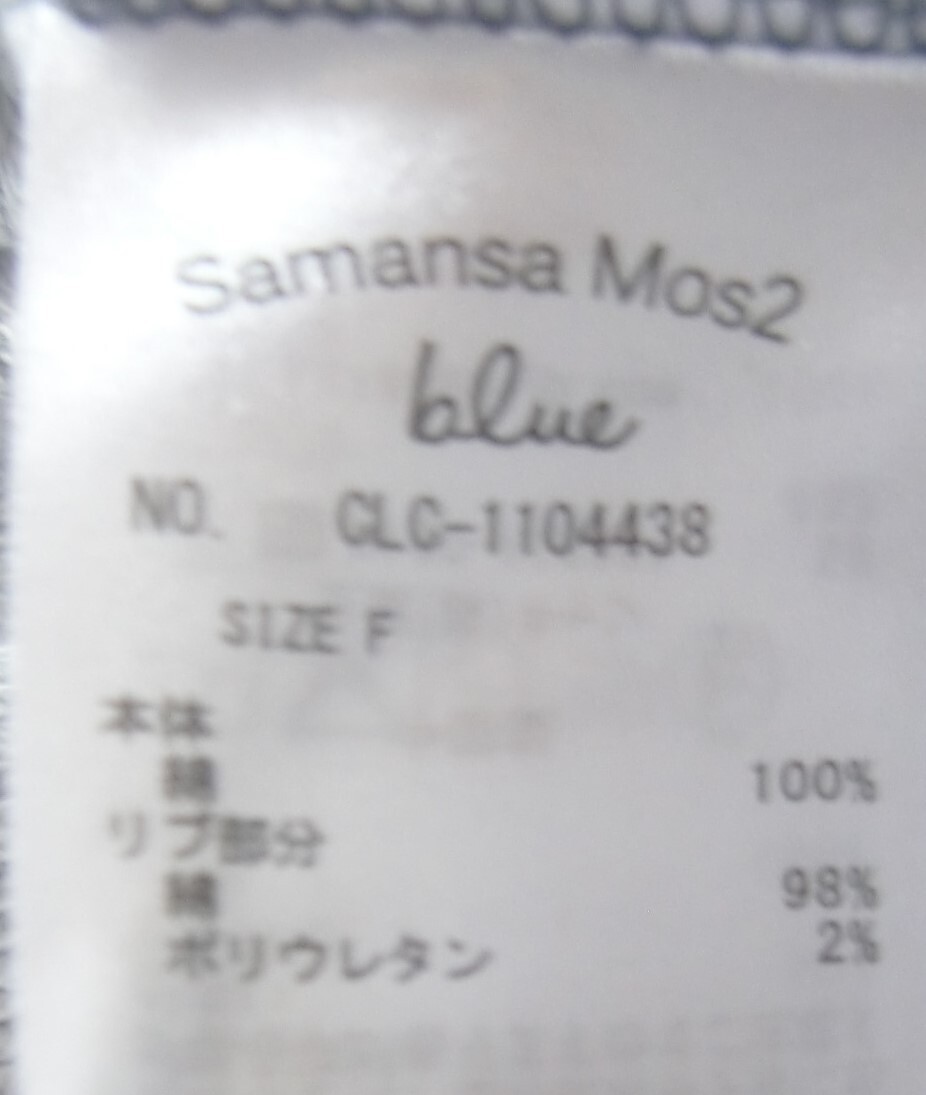 Samansa Mos2
blue
NO. CLC-1104438
SIZE F
本体
綿 100%
リブ部分
綿 98%
ポリウレタン 2%